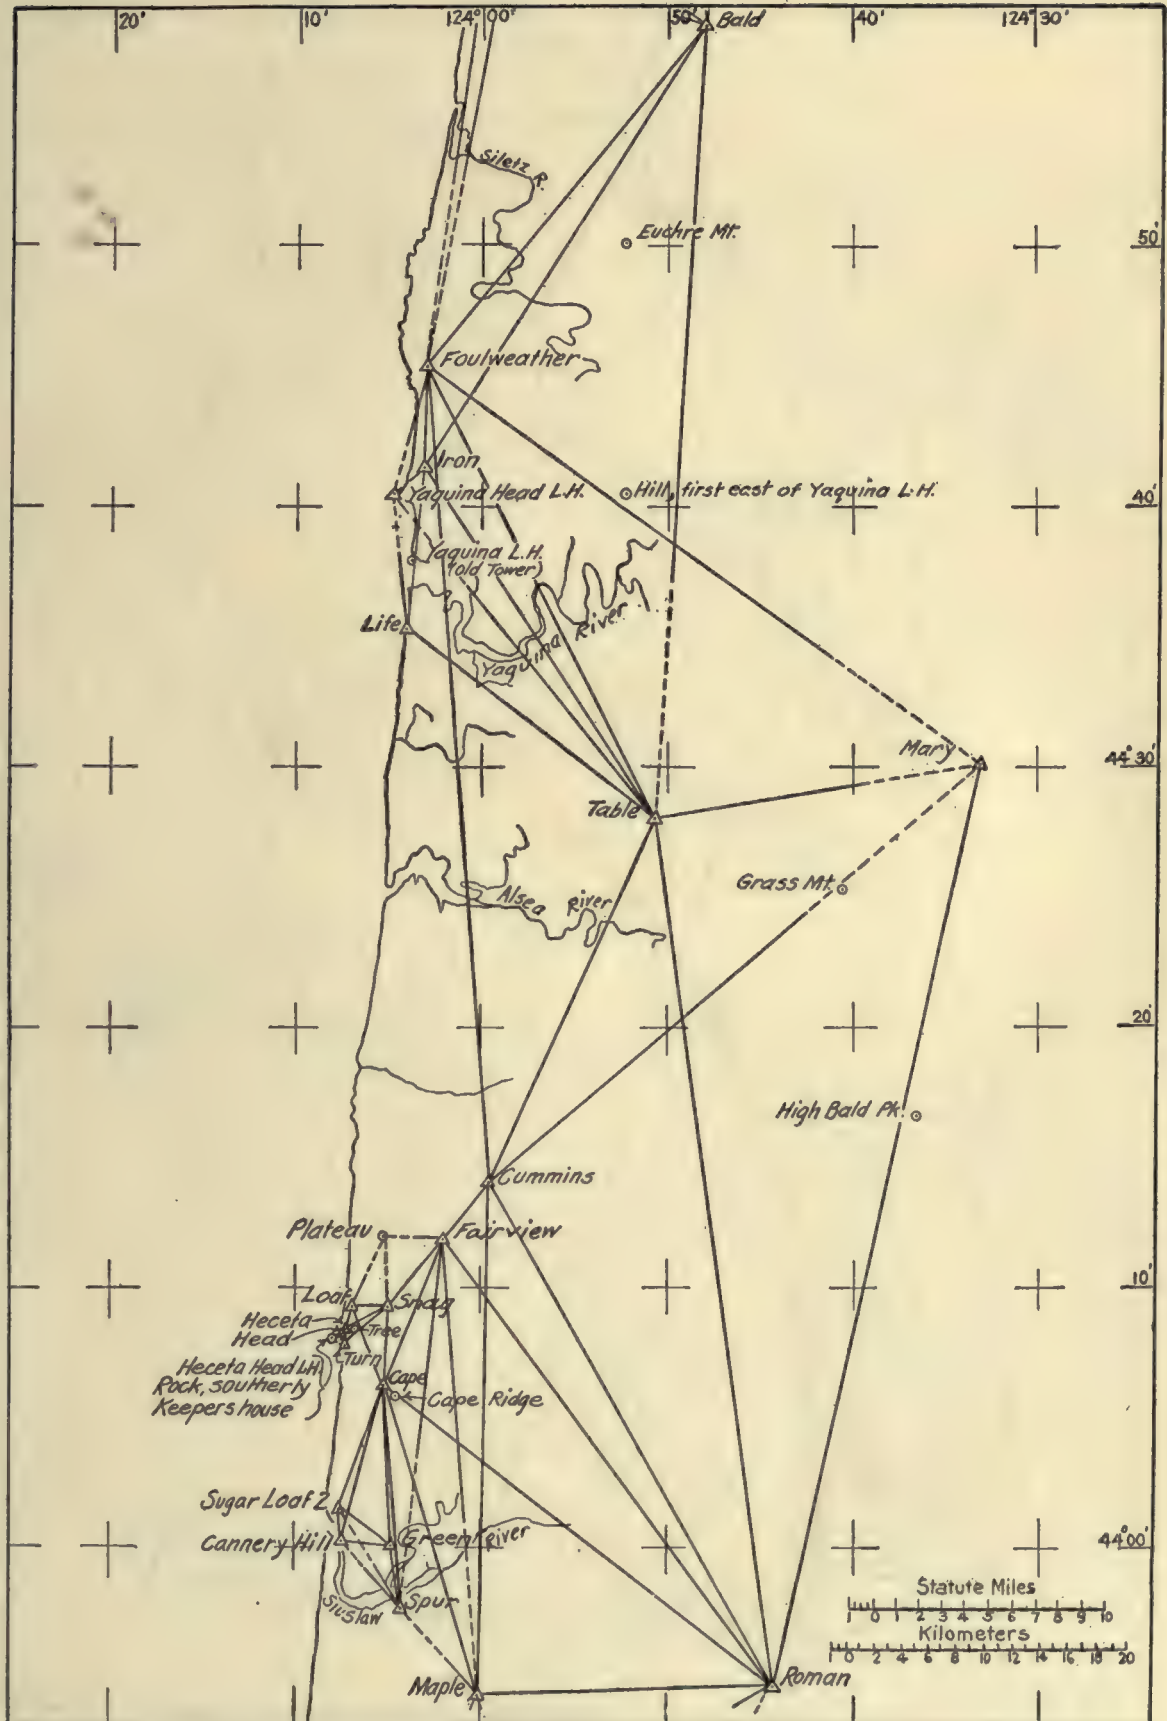 20'
10'
124° 00'
50'
Bald
40'
124° 30'
Siletz
R.
Euchre Mt.
50'
Foulweather
Iron
Yaquina Head L.H.
Hill, first east of Yaquina L.H.
40'
Yaquina L.H.
(old Tower)
Life
Yaquina River
Mary
44° 30'
Table
Grass Mt.
Alsea River
20'
High Bald Pk.
Cummins
Plateau
Fairview
10'
Loaf
Snag
Heceta
Head
Tree
Turn
Heceta Head L.H.
Rock, southerly
Keepers house
Cape
Cape Ridge
Sugar Loaf 2
Cannery Hill
Green
River
44° 00'
Siuslaw
Spur
Statute Miles
1 0 1 2 3 4 5 6 7 8 9 10
Kilometers
1 0 2 4 6 8 10 12 14 16 18 20
Maple
Roman